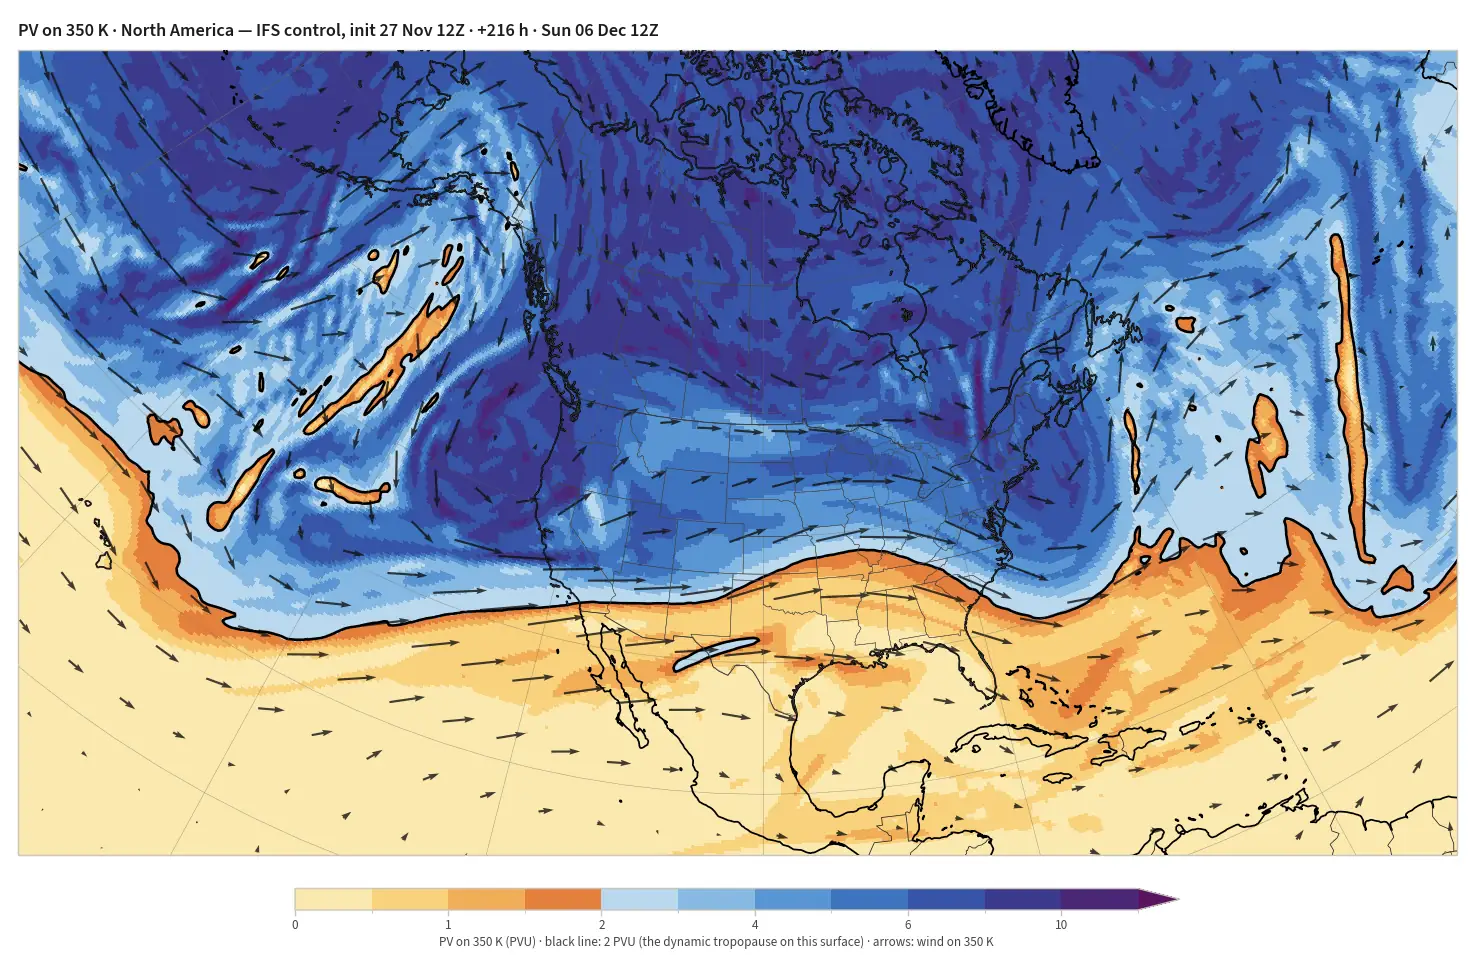 PV on 350 K · North America — IFS control, init 27 Nov 12Z · +216 h · Sun 06 Dec 12Z
0 1 2 4 6 10
PV on 350 K (PVU) · black line: 2 PVU (the dynamic tropopause on this surface) · arrows: wind on 350 K